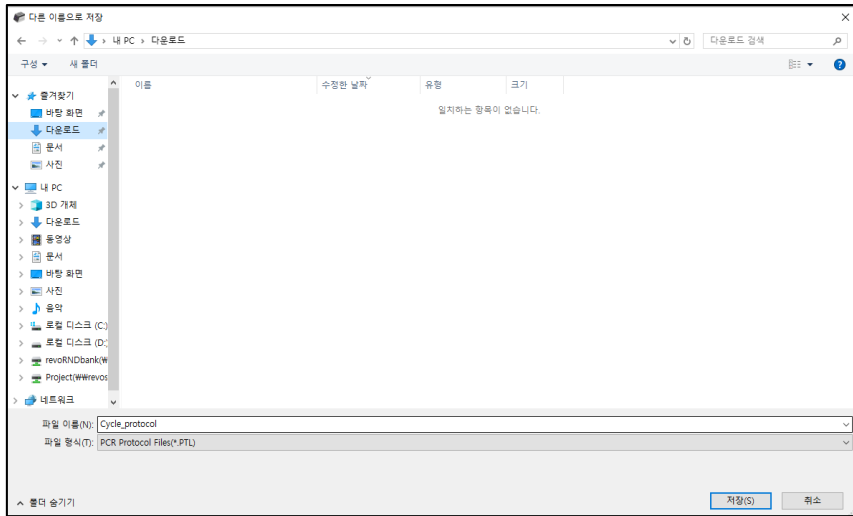 다른 이름으로 저장
내 PC › 다운로드
다운로드 검색
구성 새 폴더
이름 수정한 날짜 유형 크기
일치하는 항목이 없습니다.
즐겨찾기
바탕 화면
다운로드
문서
사진
내 PC
3D 개체
다운로드
동영상
문서
바탕 화면
사진
음악
로컬 디스크 (C:)
로컬 디스크 (D:
revoRNDbank(₩
Project(₩₩revos
네트워크
파일 이름(N): Cycle_protocol
파일 형식(T): PCR Protocol Files(*.PTL)
폴더 숨기기
저장(S) 취소